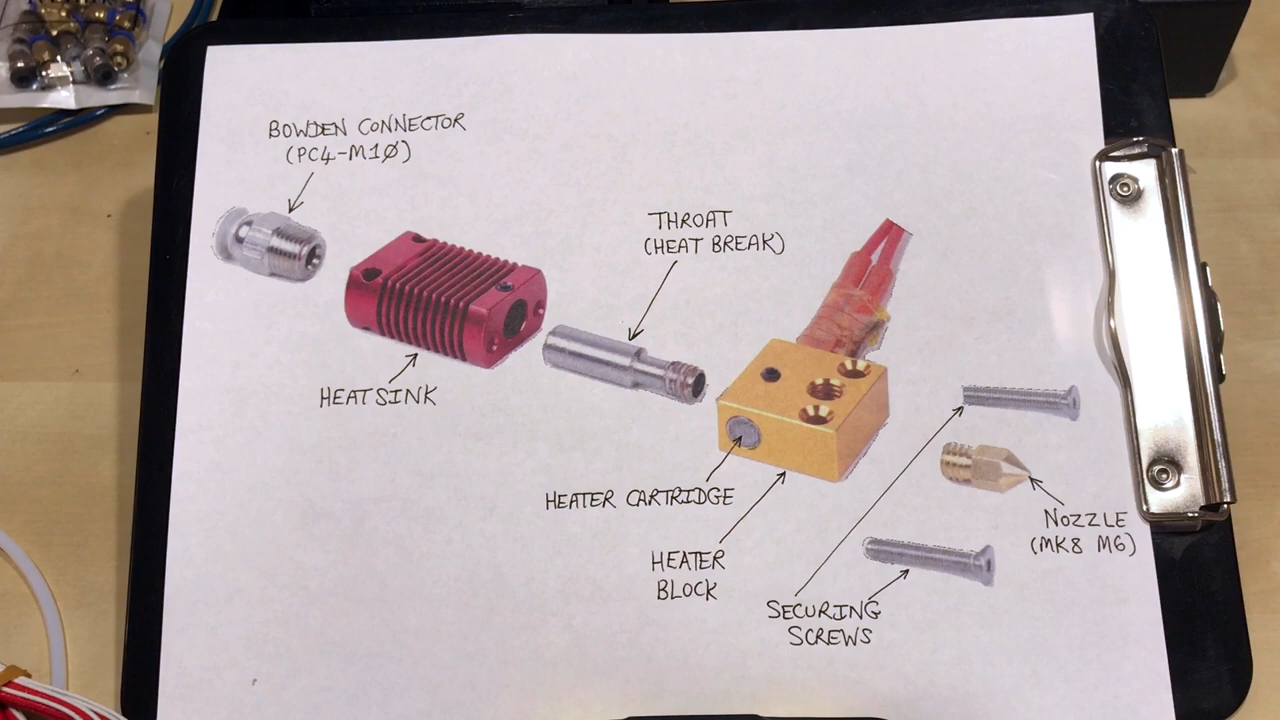 BOWDEN CONNECTOR
(PC4-M10)
THROAT
(HEAT BREAK)
HEATSINK
HEATER CARTRIDGE
HEATER
BLOCK
SECURING
SCREWS
NOZZLE
(MK8 M6)